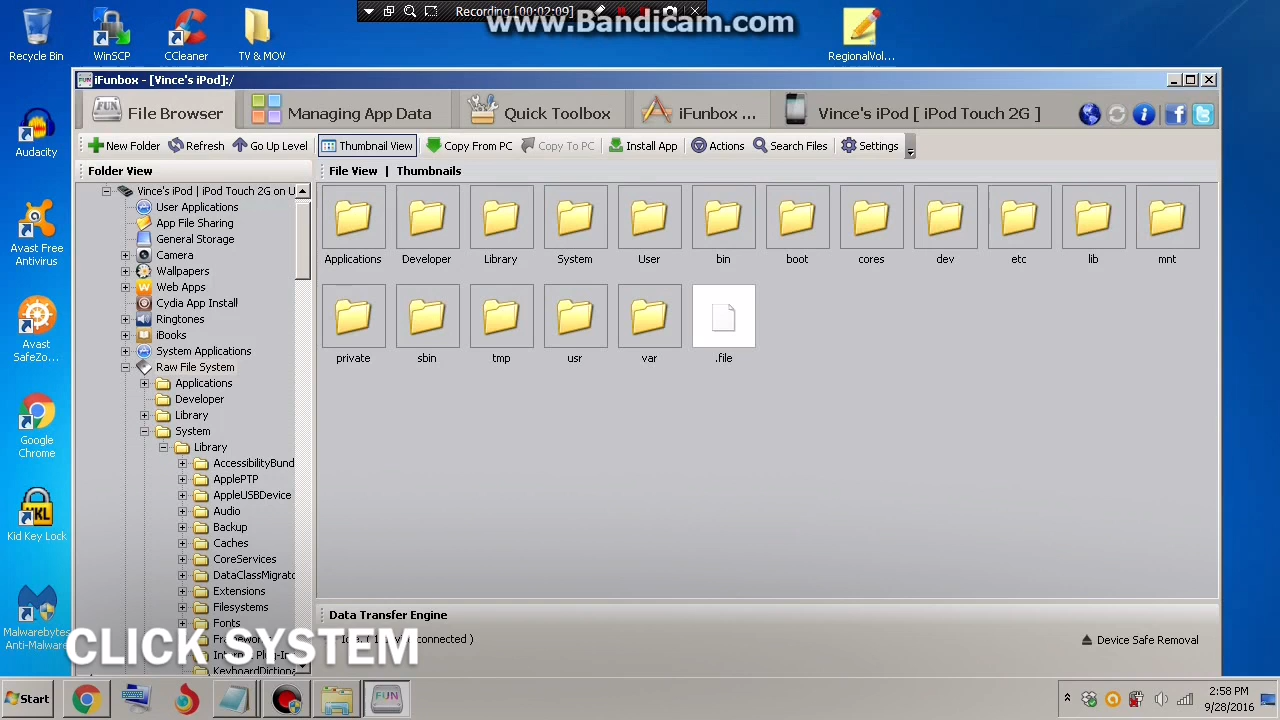 Recording [00:02:09]
www.Bandicam.com
Recycle Bin
WinSCP
CCleaner
TV & MOV
RegionalVol...
iFunbox - [Vince's iPod]:/
FUN
File Browser
Managing App Data
Quick Toolbox
iFunbox ...
Vince's iPod [ iPod Touch 2G ]
New Folder
Refresh
Go Up Level
Thumbnail View
Copy From PC
Copy To PC
Install App
Actions
Search Files
Settings
Folder View
File View | Thumbnails
Vince's iPod | iPod Touch 2G on U
User Applications
App File Sharing
General Storage
Camera
Wallpapers
Web Apps
Cydia App Install
Ringtones
iBooks
System Applications
Raw File System
Applications
Developer
Library
System
Library
AccessibilityBund
ApplePTP
AppleUSBDevice
Audio
Backup
Caches
CoreServices
DataClassMigrato
Extensions
Filesystems
Fonts
KeyboardDictiona
Applications
Developer
Library
System
User
bin
boot
cores
dev
etc
lib
mnt
private
sbin
tmp
usr
var
.file
Data Transfer Engine
connected )
Device Safe Removal
Audacity
Avast Free
Antivirus
Avast
SafeZo...
Google
Chrome
Kid Key Lock
Malwarebytes
Anti-Malware
CLICK SYSTEM
Start
FUN
2:58 PM
9/28/2016